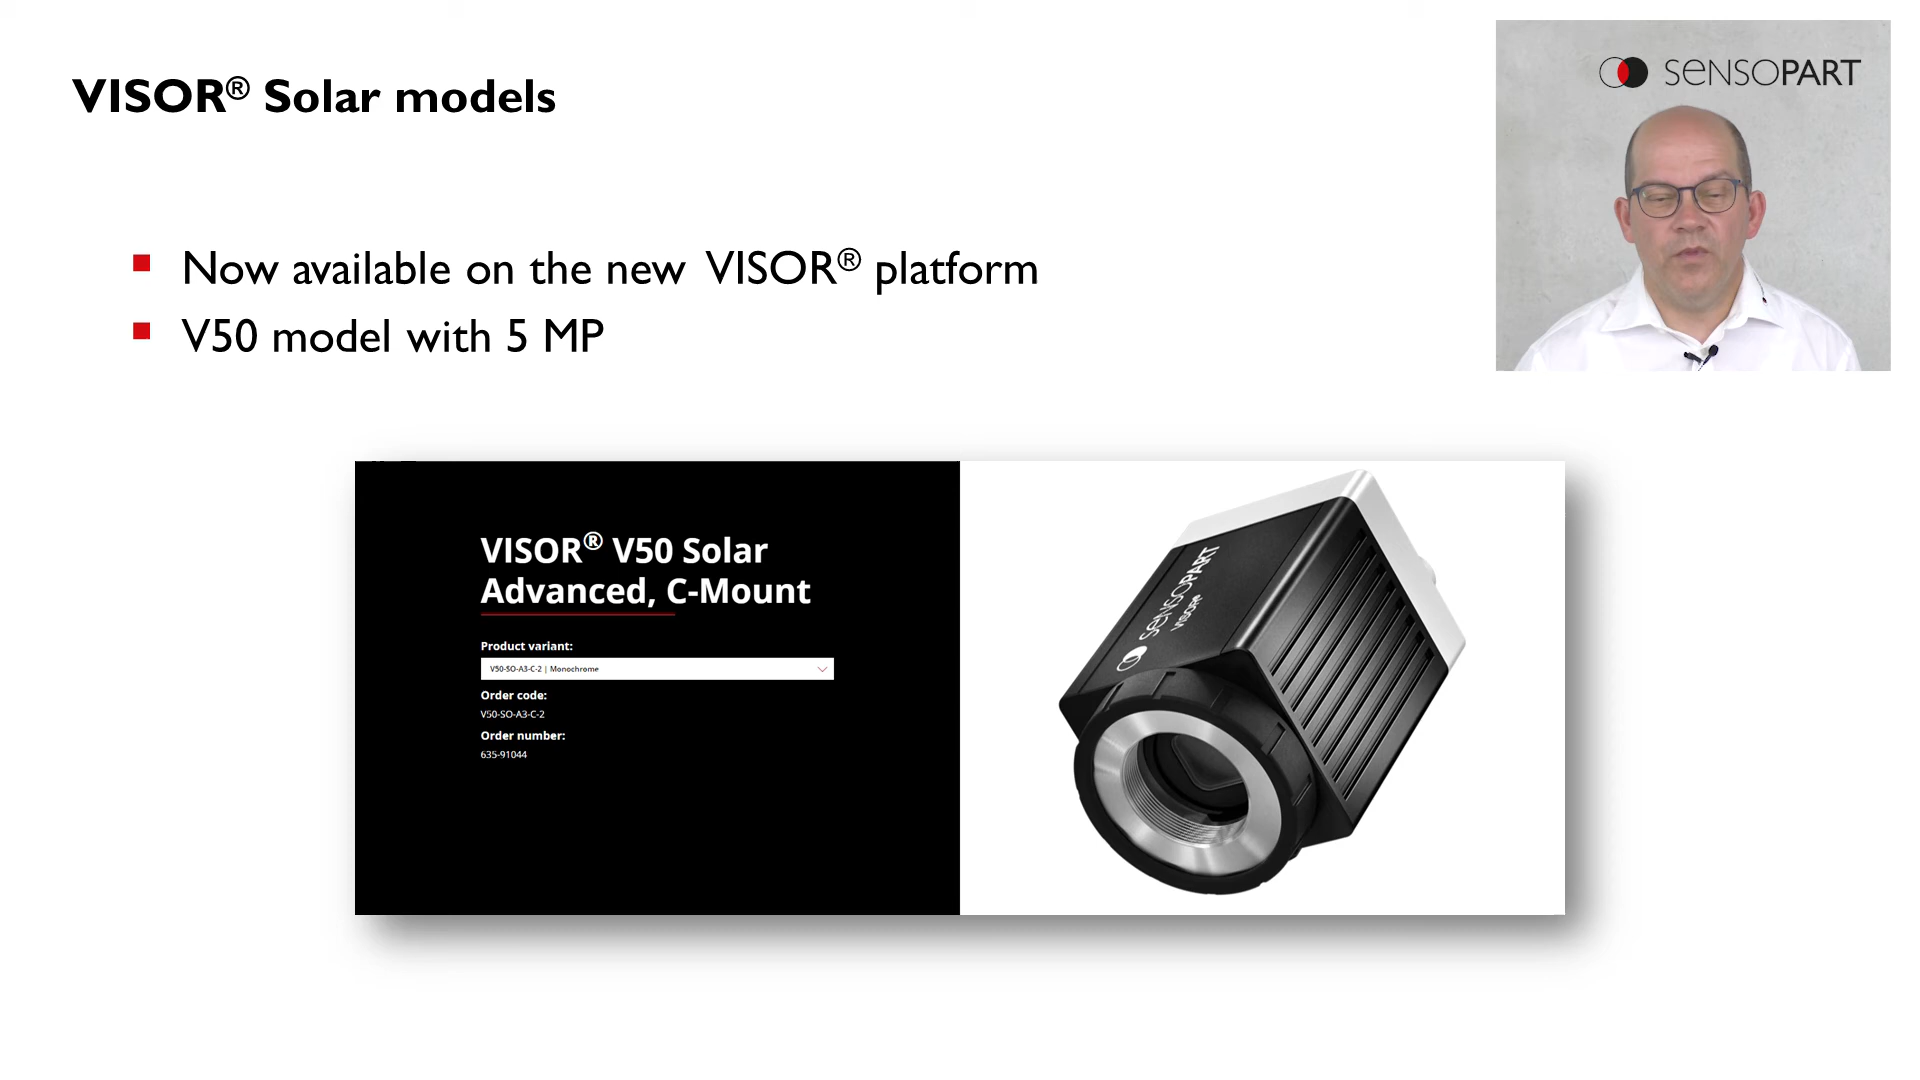 VISOR® Solar models
SENSOPART
Now available on the new VISOR® platform
V50 model with 5 MP
VISOR® V50 Solar
Advanced, C-Mount
Product variant:
V50-SO-A3-C-2 | Monochrome
Order code:
V50-SO-A3-C-2
Order number:
635-91044
SENSOPART
VISOR®